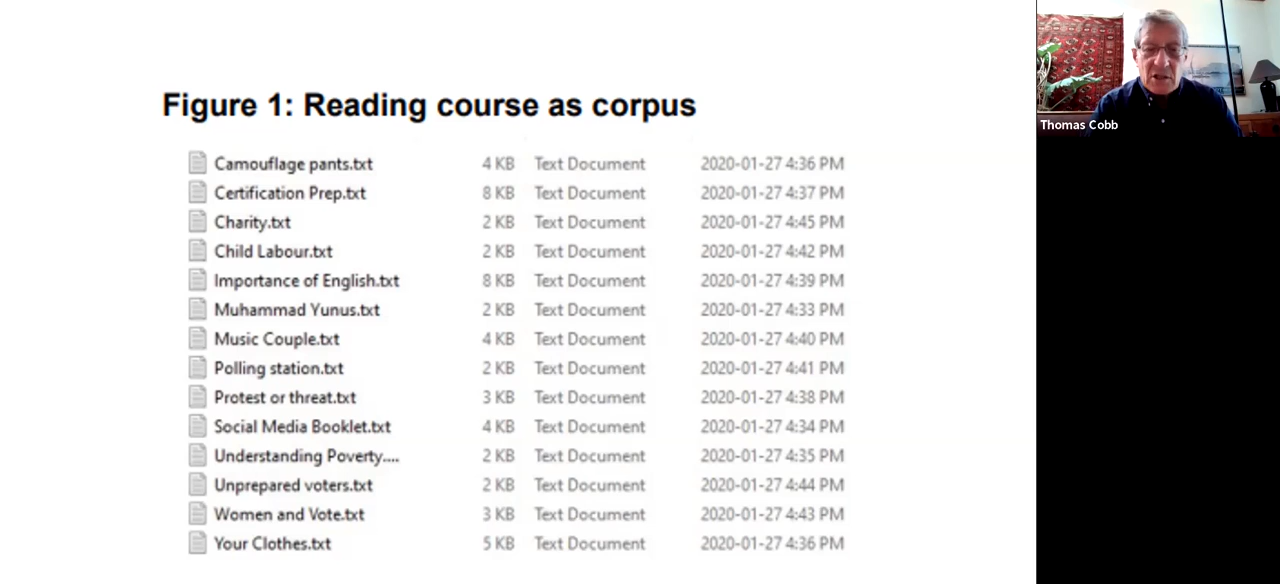 Figure 1: Reading course as corpus
Camouflage pants.txt 4 KB Text Document 2020-01-27 4:36 PM
Certification Prep.txt 8 KB Text Document 2020-01-27 4:37 PM
Charity.txt 2 KB Text Document 2020-01-27 4:45 PM
Child Labour.txt 2 KB Text Document 2020-01-27 4:42 PM
Importance of English.txt 8 KB Text Document 2020-01-27 4:39 PM
Muhammad Yunus.txt 2 KB Text Document 2020-01-27 4:33 PM
Music Couple.txt 4 KB Text Document 2020-01-27 4:40 PM
Polling station.txt 2 KB Text Document 2020-01-27 4:41 PM
Protest or threat.txt 3 KB Text Document 2020-01-27 4:38 PM
Social Media Booklet.txt 4 KB Text Document 2020-01-27 4:34 PM
Understanding Poverty.... 2 KB Text Document 2020-01-27 4:35 PM
Unprepared voters.txt 2 KB Text Document 2020-01-27 4:44 PM
Women and Vote.txt 3 KB Text Document 2020-01-27 4:43 PM
Your Clothes.txt 5 KB Text Document 2020-01-27 4:36 PM
Thomas Cobb